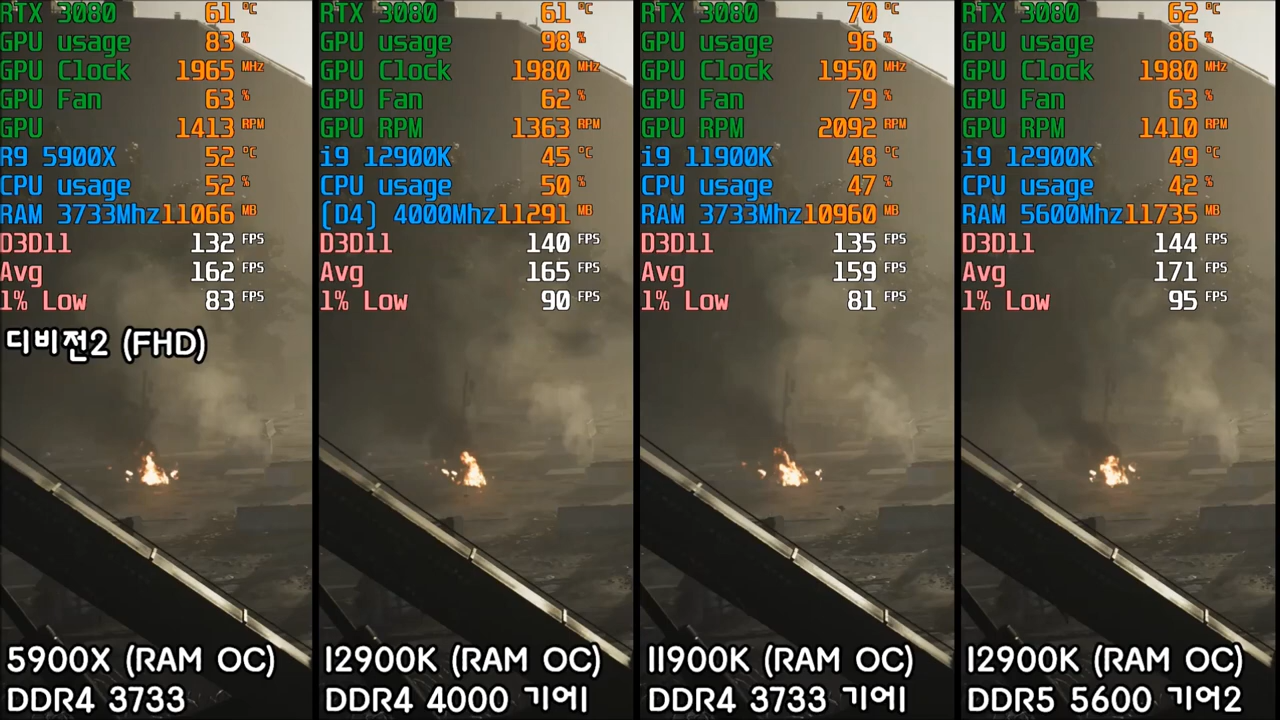 RTX 3080 61 °C
GPU usage 83 %
GPU Clock 1965 MHz
GPU Fan 63 %
GPU 1413 RPM
R9 5900X 52 °C
CPU usage 52 %
RAM 3733Mhz 11066 MB
D3D11 132 FPS
Avg 162 FPS
1% Low 83 FPS
디비전2 (FHD)
5900X (RAM OC)
DDR4 3733
RTX 3080 61 °C
GPU usage 98 %
GPU Clock 1980 MHz
GPU Fan 62 %
GPU RPM 1363 RPM
i9 12900K 45 °C
CPU usage 50 %
(D4) 4000Mhz 11291 MB
D3D11 140 FPS
Avg 165 FPS
1% Low 90 FPS
12900K (RAM OC)
DDR4 4000 기어1
RTX 3080 70 °C
GPU usage 96 %
GPU Clock 1950 MHz
GPU Fan 79 %
GPU RPM 2092 RPM
i9 11900K 48 °C
CPU usage 47 %
RAM 3733Mhz 10960 MB
D3D11 135 FPS
Avg 159 FPS
1% Low 81 FPS
11900K (RAM OC)
DDR4 3733 기어1
RTX 3080 62 °C
GPU usage 86 %
GPU Clock 1980 MHz
GPU Fan 63 %
GPU RPM 1410 RPM
i9 12900K 49 °C
CPU usage 42 %
RAM 5600Mhz 11735 MB
D3D11 144 FPS
Avg 171 FPS
1% Low 95 FPS
12900K (RAM OC)
DDR5 5600 기어2